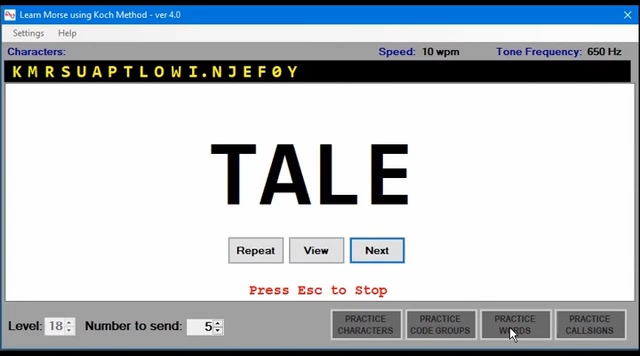 Learn Morse using Koch Method - ver 4.0
Settings Help
Characters: Speed: 10 wpm Tone Frequency: 650 Hz
KMRSUAPTLOWI.NJEF0Y
TALE
Repeat View Next
Press Esc to Stop
Level: 18 Number to send: 5
PRACTICE CHARACTERS
PRACTICE CODE GROUPS
PRACTICE WORDS
PRACTICE CALLSIGNS